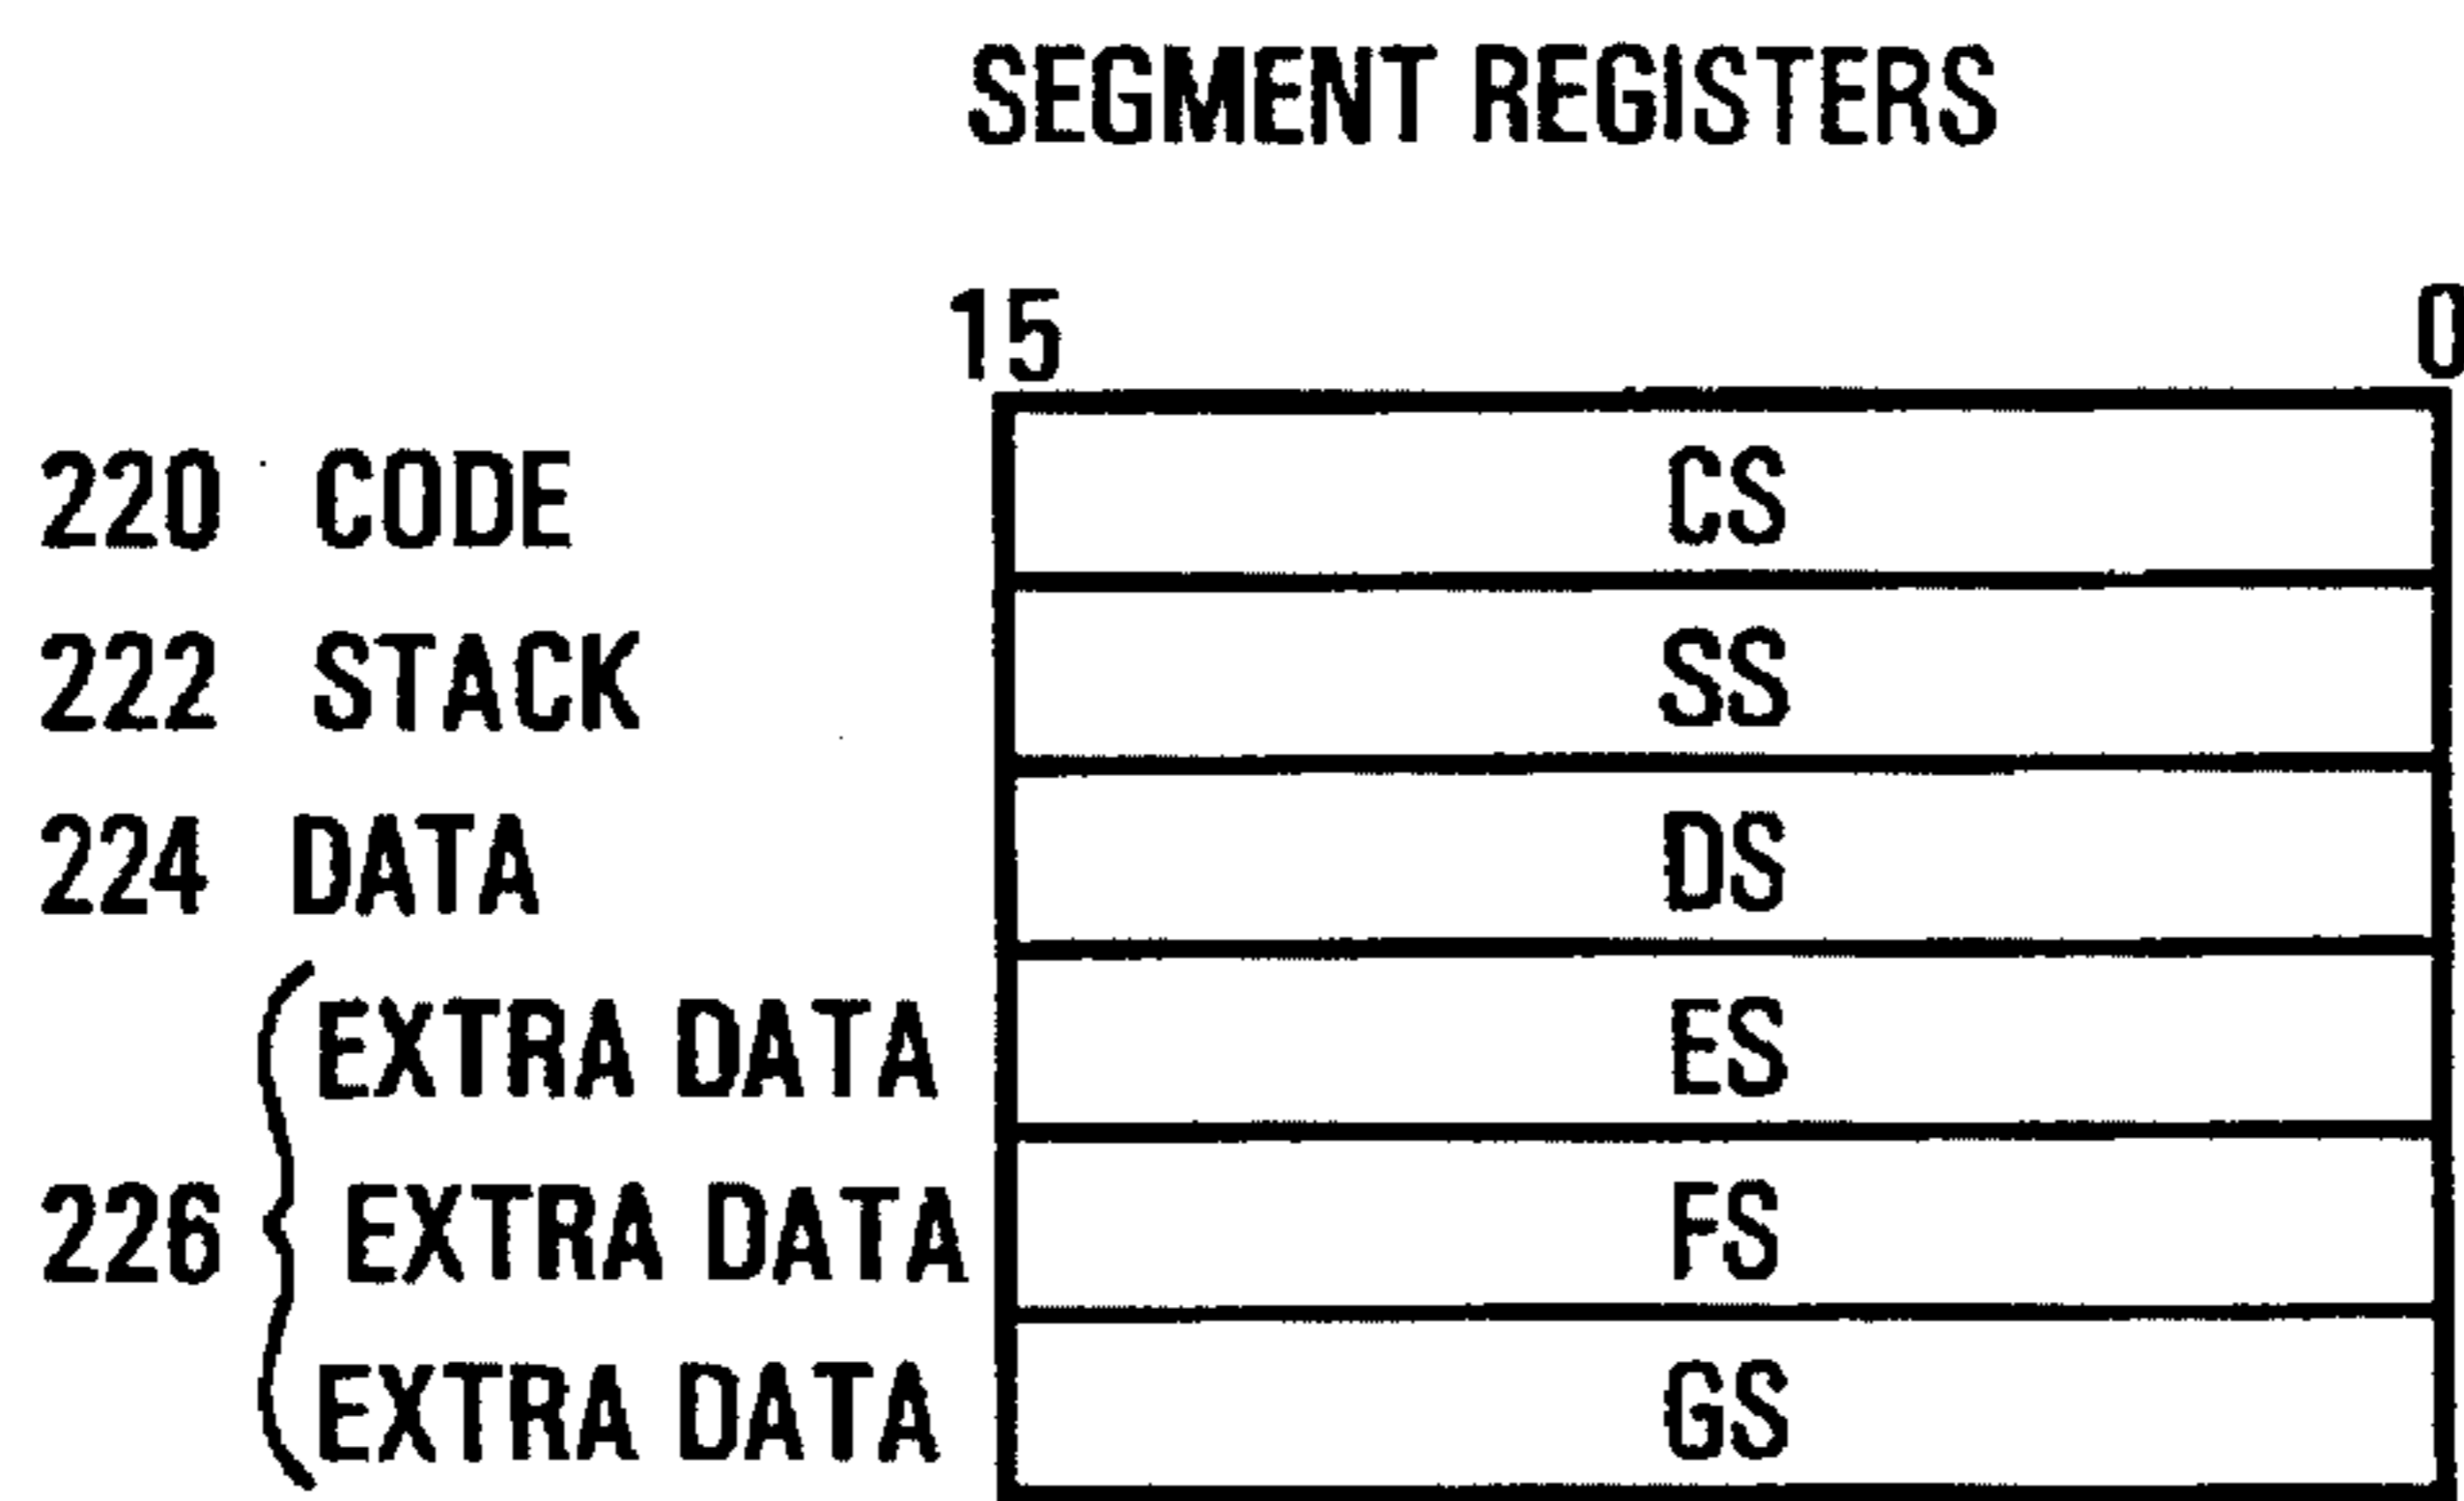 SEGMENT REGISTERS
15 0
220 CODE CS
222 STACK SS
224 DATA DS
EXTRA DATA ES
226 EXTRA DATA FS
EXTRA DATA GS